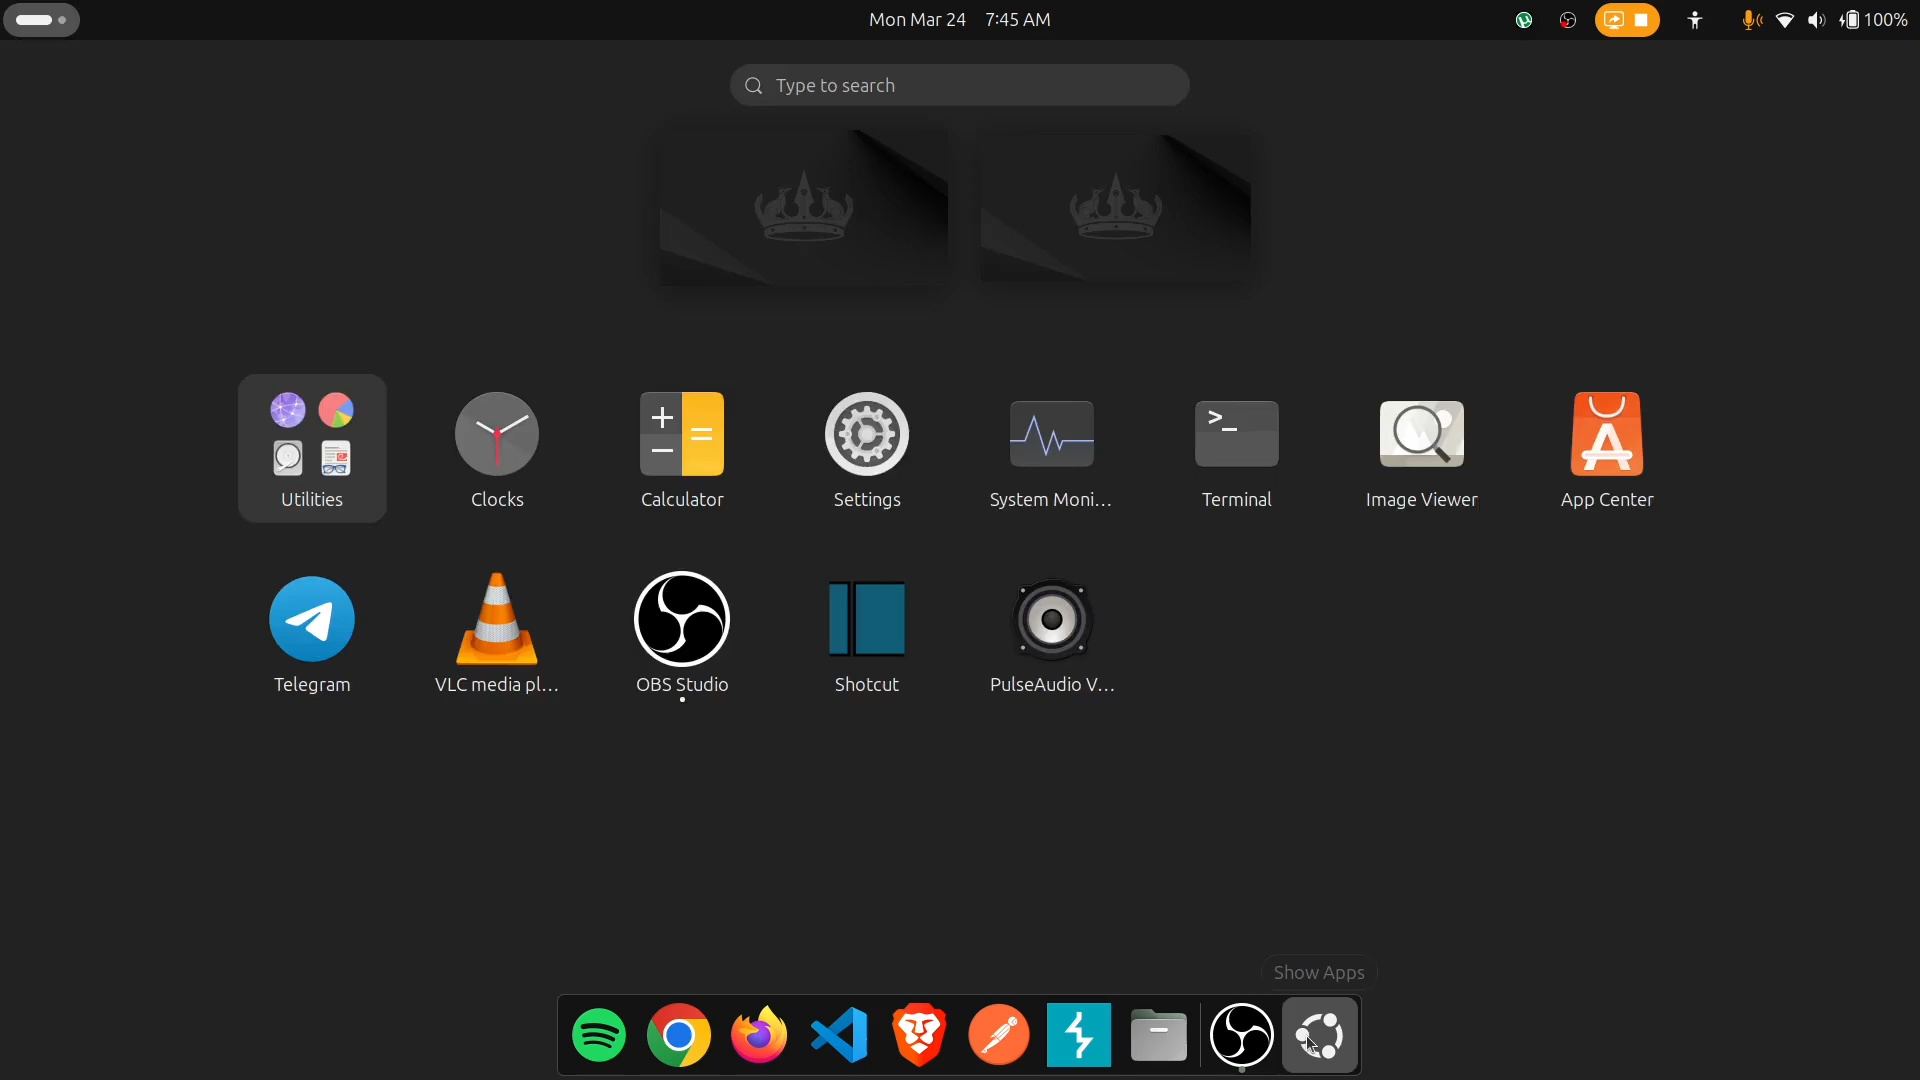 Mon Mar 24 7:45 AM
100%
Type to search
Utilities
Clocks
Calculator
Settings
System Moni...
Terminal
Image Viewer
App Center
Telegram
VLC media pl...
OBS Studio
Shotcut
PulseAudio V...
Show Apps